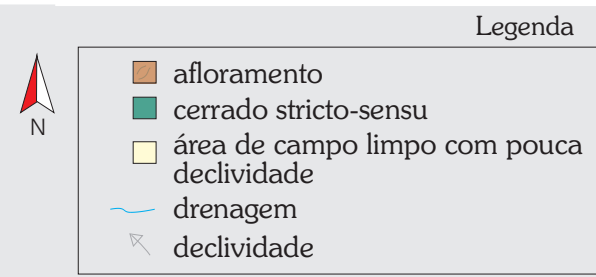 Legenda
N
afloramento
cerrado stricto-sensu
área de campo limpo com pouca
declividade
drenagem
declividade